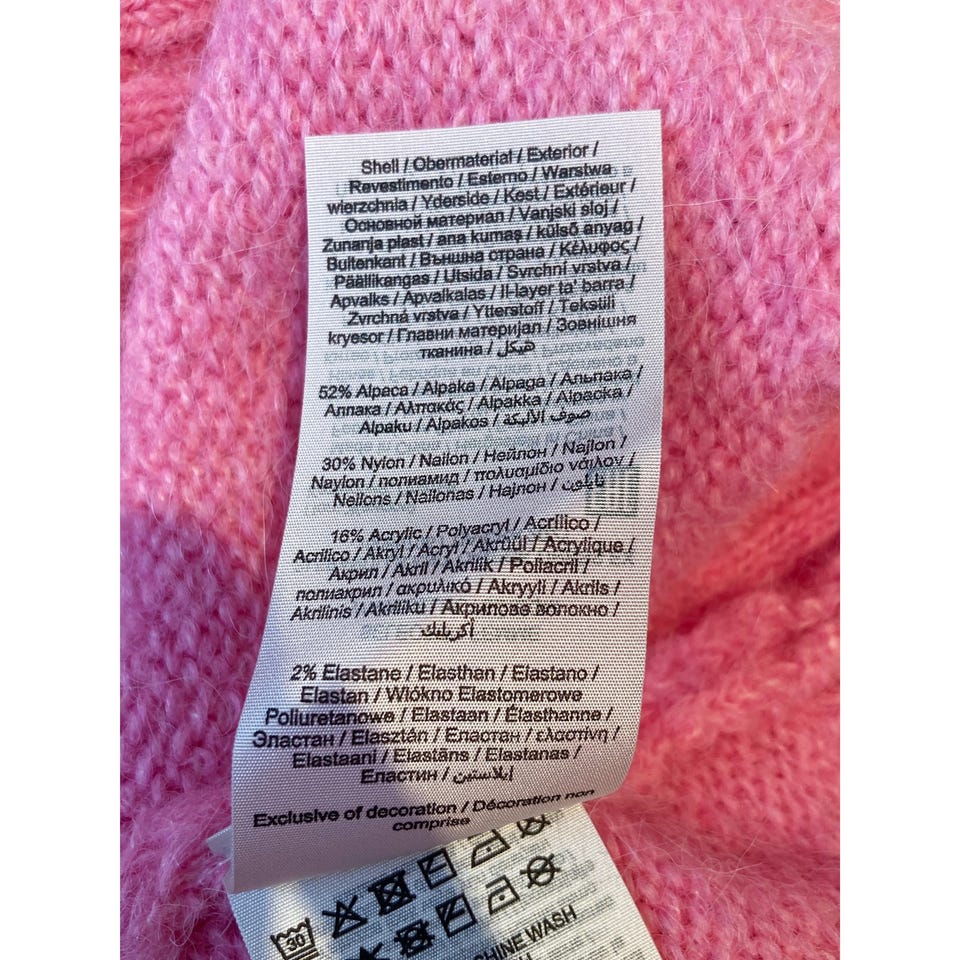 Shell / Obermaterial / Exterior /
Revestimento / Esterno / Warstwa
wierzchnia / Yderside / Kest / Extérieur /
Основной материал / Vanjski sloj /
Zunanja plast / ana kumaş / külső anyag /
Buitenkant / Външна страна / Κέλυφος /
Päällikangas / Utsida / Svrchní vrstva /
Apvalks / Apvalkalas / Il-layer ta' barra /
Zvrchná vrstva / Ytterstoff / Tekstili
kryesor / Главни материјал / Зовнішня
тканина / هيكل
52% Alpaca / Alpaka / Alpaga / Альпака /
Алпака / Αλπακάς / Alpakka / Alpacka /
Alpaku / Alpakos / صوف الألبكة
30% Nylon / Nailon / Нейлон / Najlon /
Naylon / полиамид / πολυαμίδιο νάιλον /
Neilons / Nailonas / Најлон / نايلون
16% Acrylic / Polyacryl / Acrílico /
Acrilico / Akryl / Acryl / Akrüül / Acrylique /
Акрил / Akril / Akrilik / Poliacril /
полиакрил / ακρυλικό / Akryyli / Akrils /
Akrilinis / Akriliku / Акрилове волокно /
أكريليك
2% Elastane / Elasthan / Elastano /
Elastan / Włókno Elastomerowe
Poliuretanowe / Elastaan / Élasthanne /
Эластан / Elasztán / Еластан / ελαστίνη /
Elastaani / Elastāns / Elastanas /
Еластин / إيلاستين
Exclusive of decoration / Décoration non
comprise
30
CHINE WASH